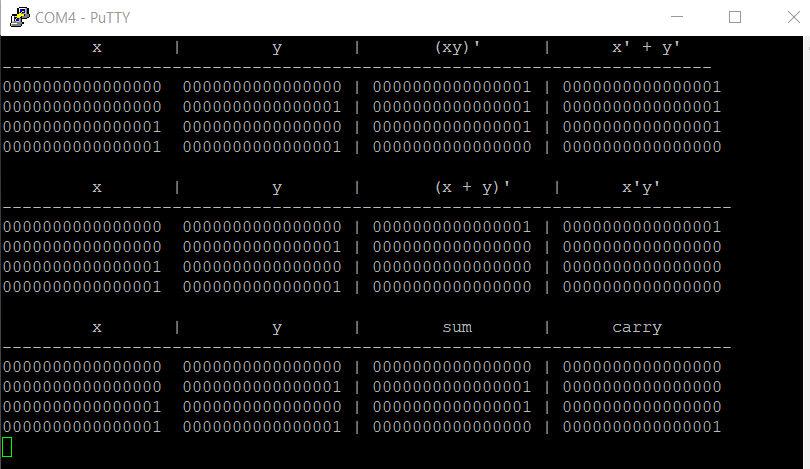 COM4 - PuTTY
x | y | (xy)' | x' + y'
-----------------------------------------------------------------------
0000000000000000 0000000000000000 | 0000000000000001 | 0000000000000001
0000000000000000 0000000000000001 | 0000000000000001 | 0000000000000001
0000000000000001 0000000000000000 | 0000000000000001 | 0000000000000001
0000000000000001 0000000000000001 | 0000000000000000 | 0000000000000000
x | y | (x + y)' | x'y'
-------------------------------------------------------------------------
0000000000000000 0000000000000000 | 0000000000000001 | 0000000000000001
0000000000000000 0000000000000001 | 0000000000000000 | 0000000000000000
0000000000000001 0000000000000000 | 0000000000000000 | 0000000000000000
0000000000000001 0000000000000001 | 0000000000000000 | 0000000000000000
x | y | sum | carry
-------------------------------------------------------------------------
0000000000000000 0000000000000000 | 0000000000000000 | 0000000000000000
0000000000000000 0000000000000001 | 0000000000000001 | 0000000000000000
0000000000000001 0000000000000000 | 0000000000000001 | 0000000000000000
0000000000000001 0000000000000001 | 0000000000000000 | 0000000000000001